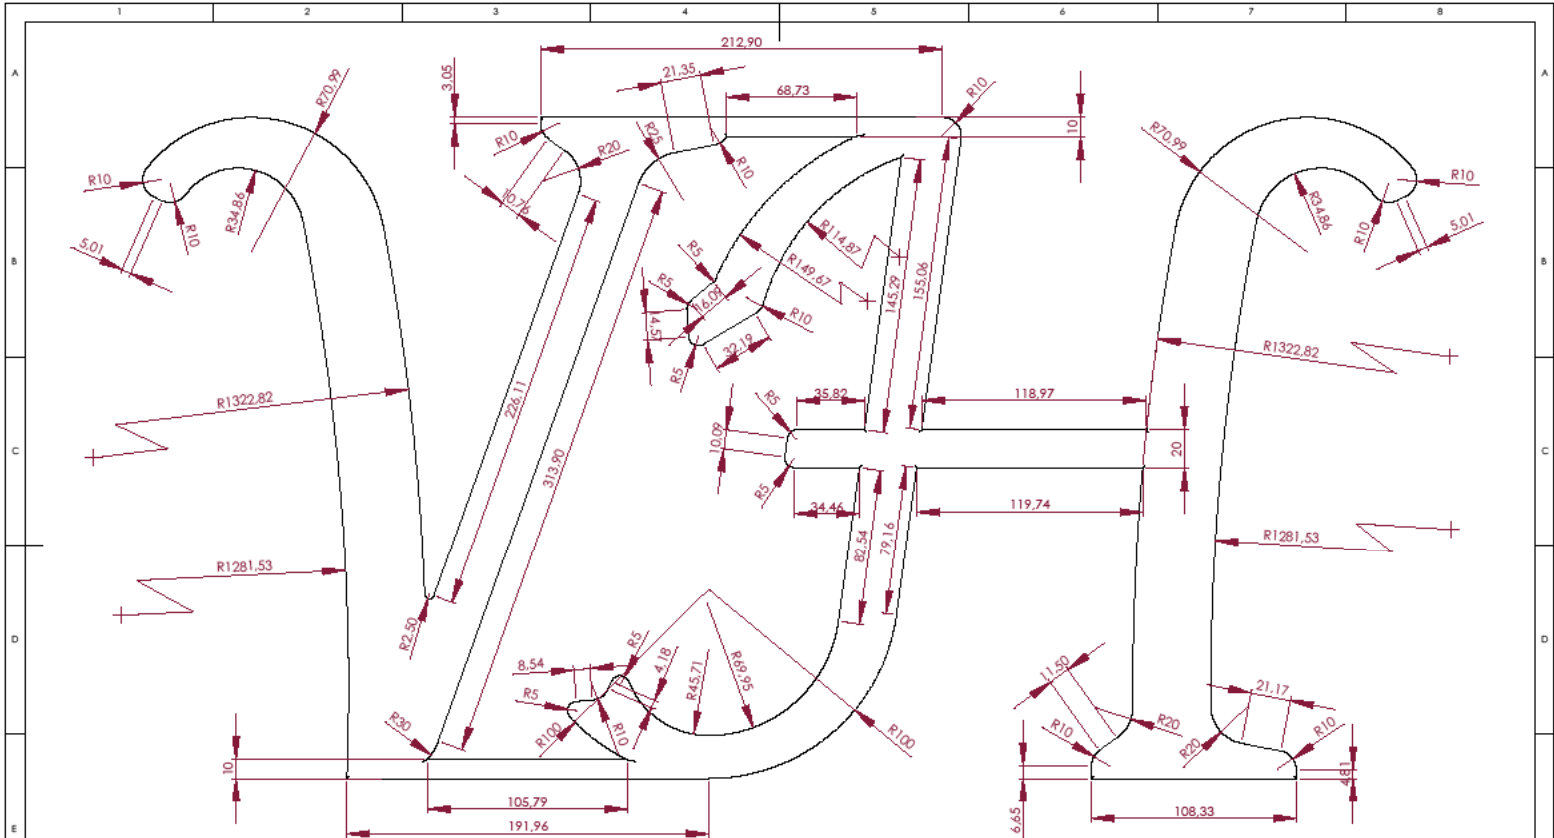 1 2 3 4 5 6 7 8
212,90
A 3,05 21,35 68,73 R10 10 A
R70,99 R10 R25 R20 R10 R70,99
R10 R34,86 R10 10,76 R34,86 R10 R10
5,01 5,01
B R5 R114,87 R149,67 145,29 155,06 B
R5 16,09 R10
14,57 32,19 R5
R1322,82 R1322,82
226,11 R5 35,82 118,97
C 10,09 20 C
313,90 R5 34,46 119,74
R1281,53 82,54 79,16 R1281,53
R2,50
D 8,54 R5 4,18 R45,71 R69,95 11,50 21,17 D
R5 R100 R10 R100 R10 R20 R20 R10
R30
10 105,79 6,65 108,33 4,81
191,96
E